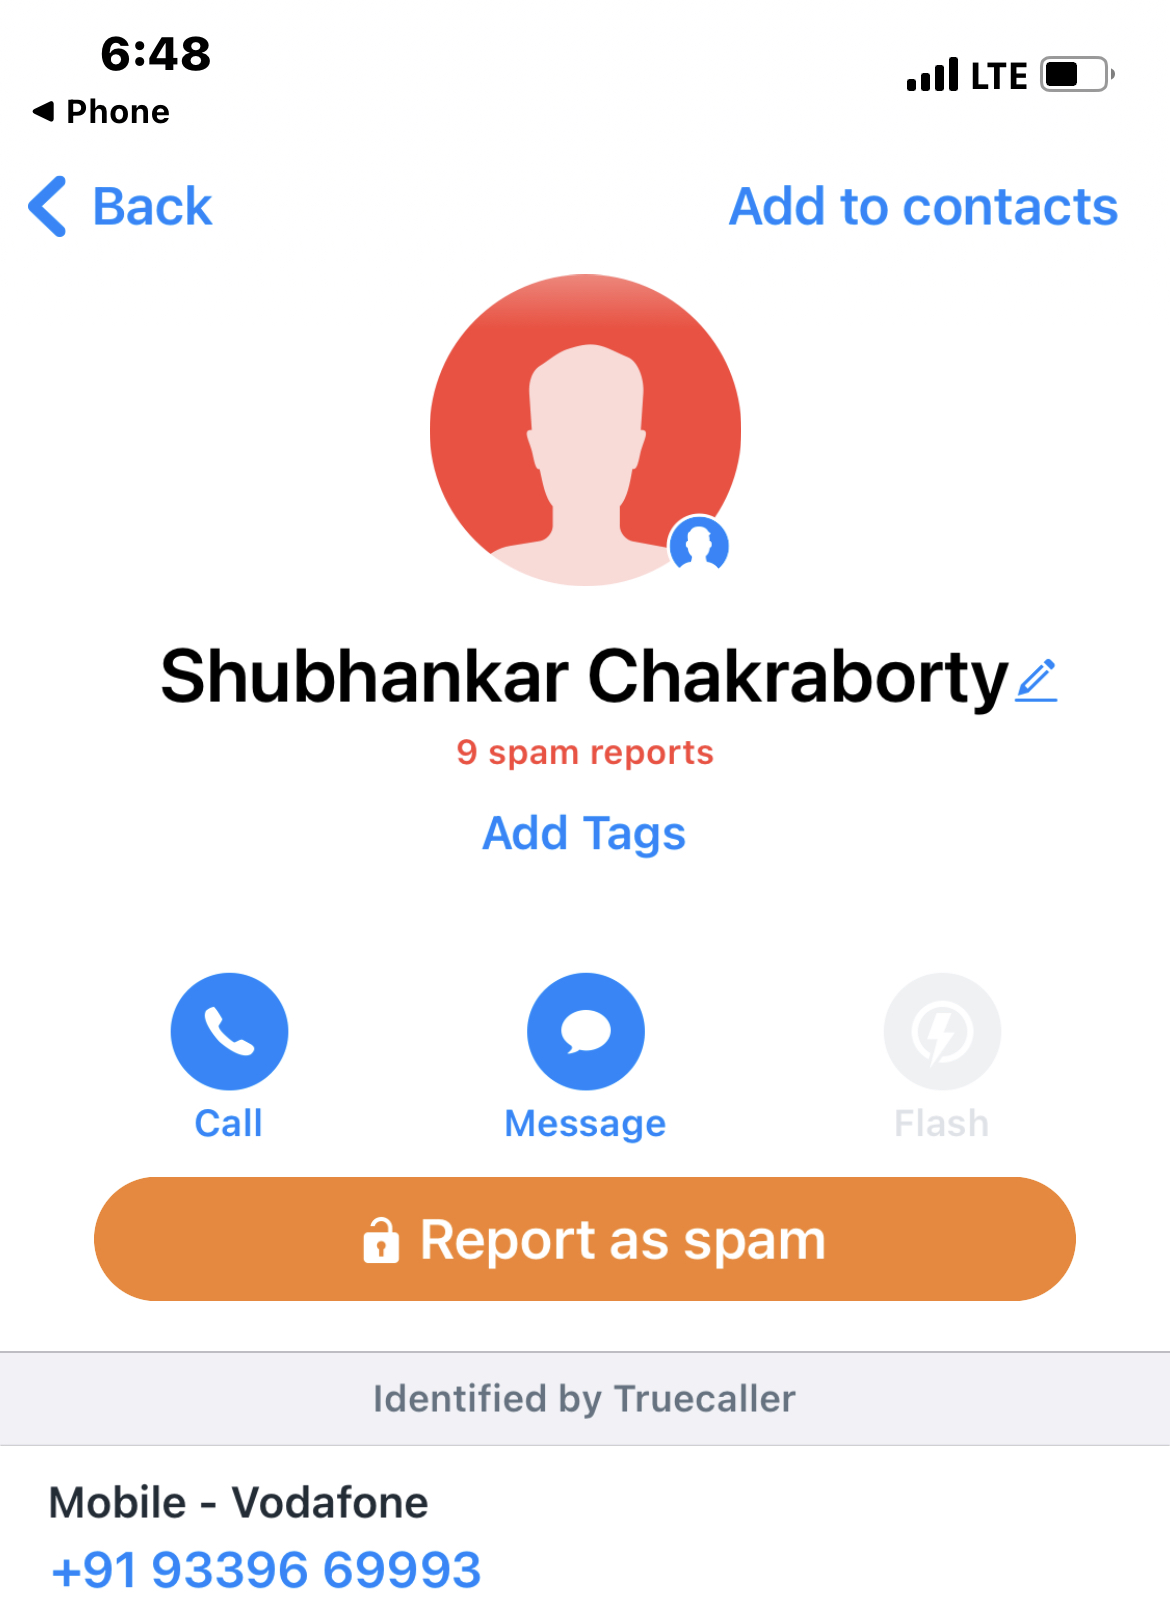 6:48
LTE
◀ Phone
Back
Add to contacts
Shubhankar Chakraborty
9 spam reports
Add Tags
Call
Message
Flash
Report as spam
Identified by Truecaller
Mobile - Vodafone
+91 93396 69993